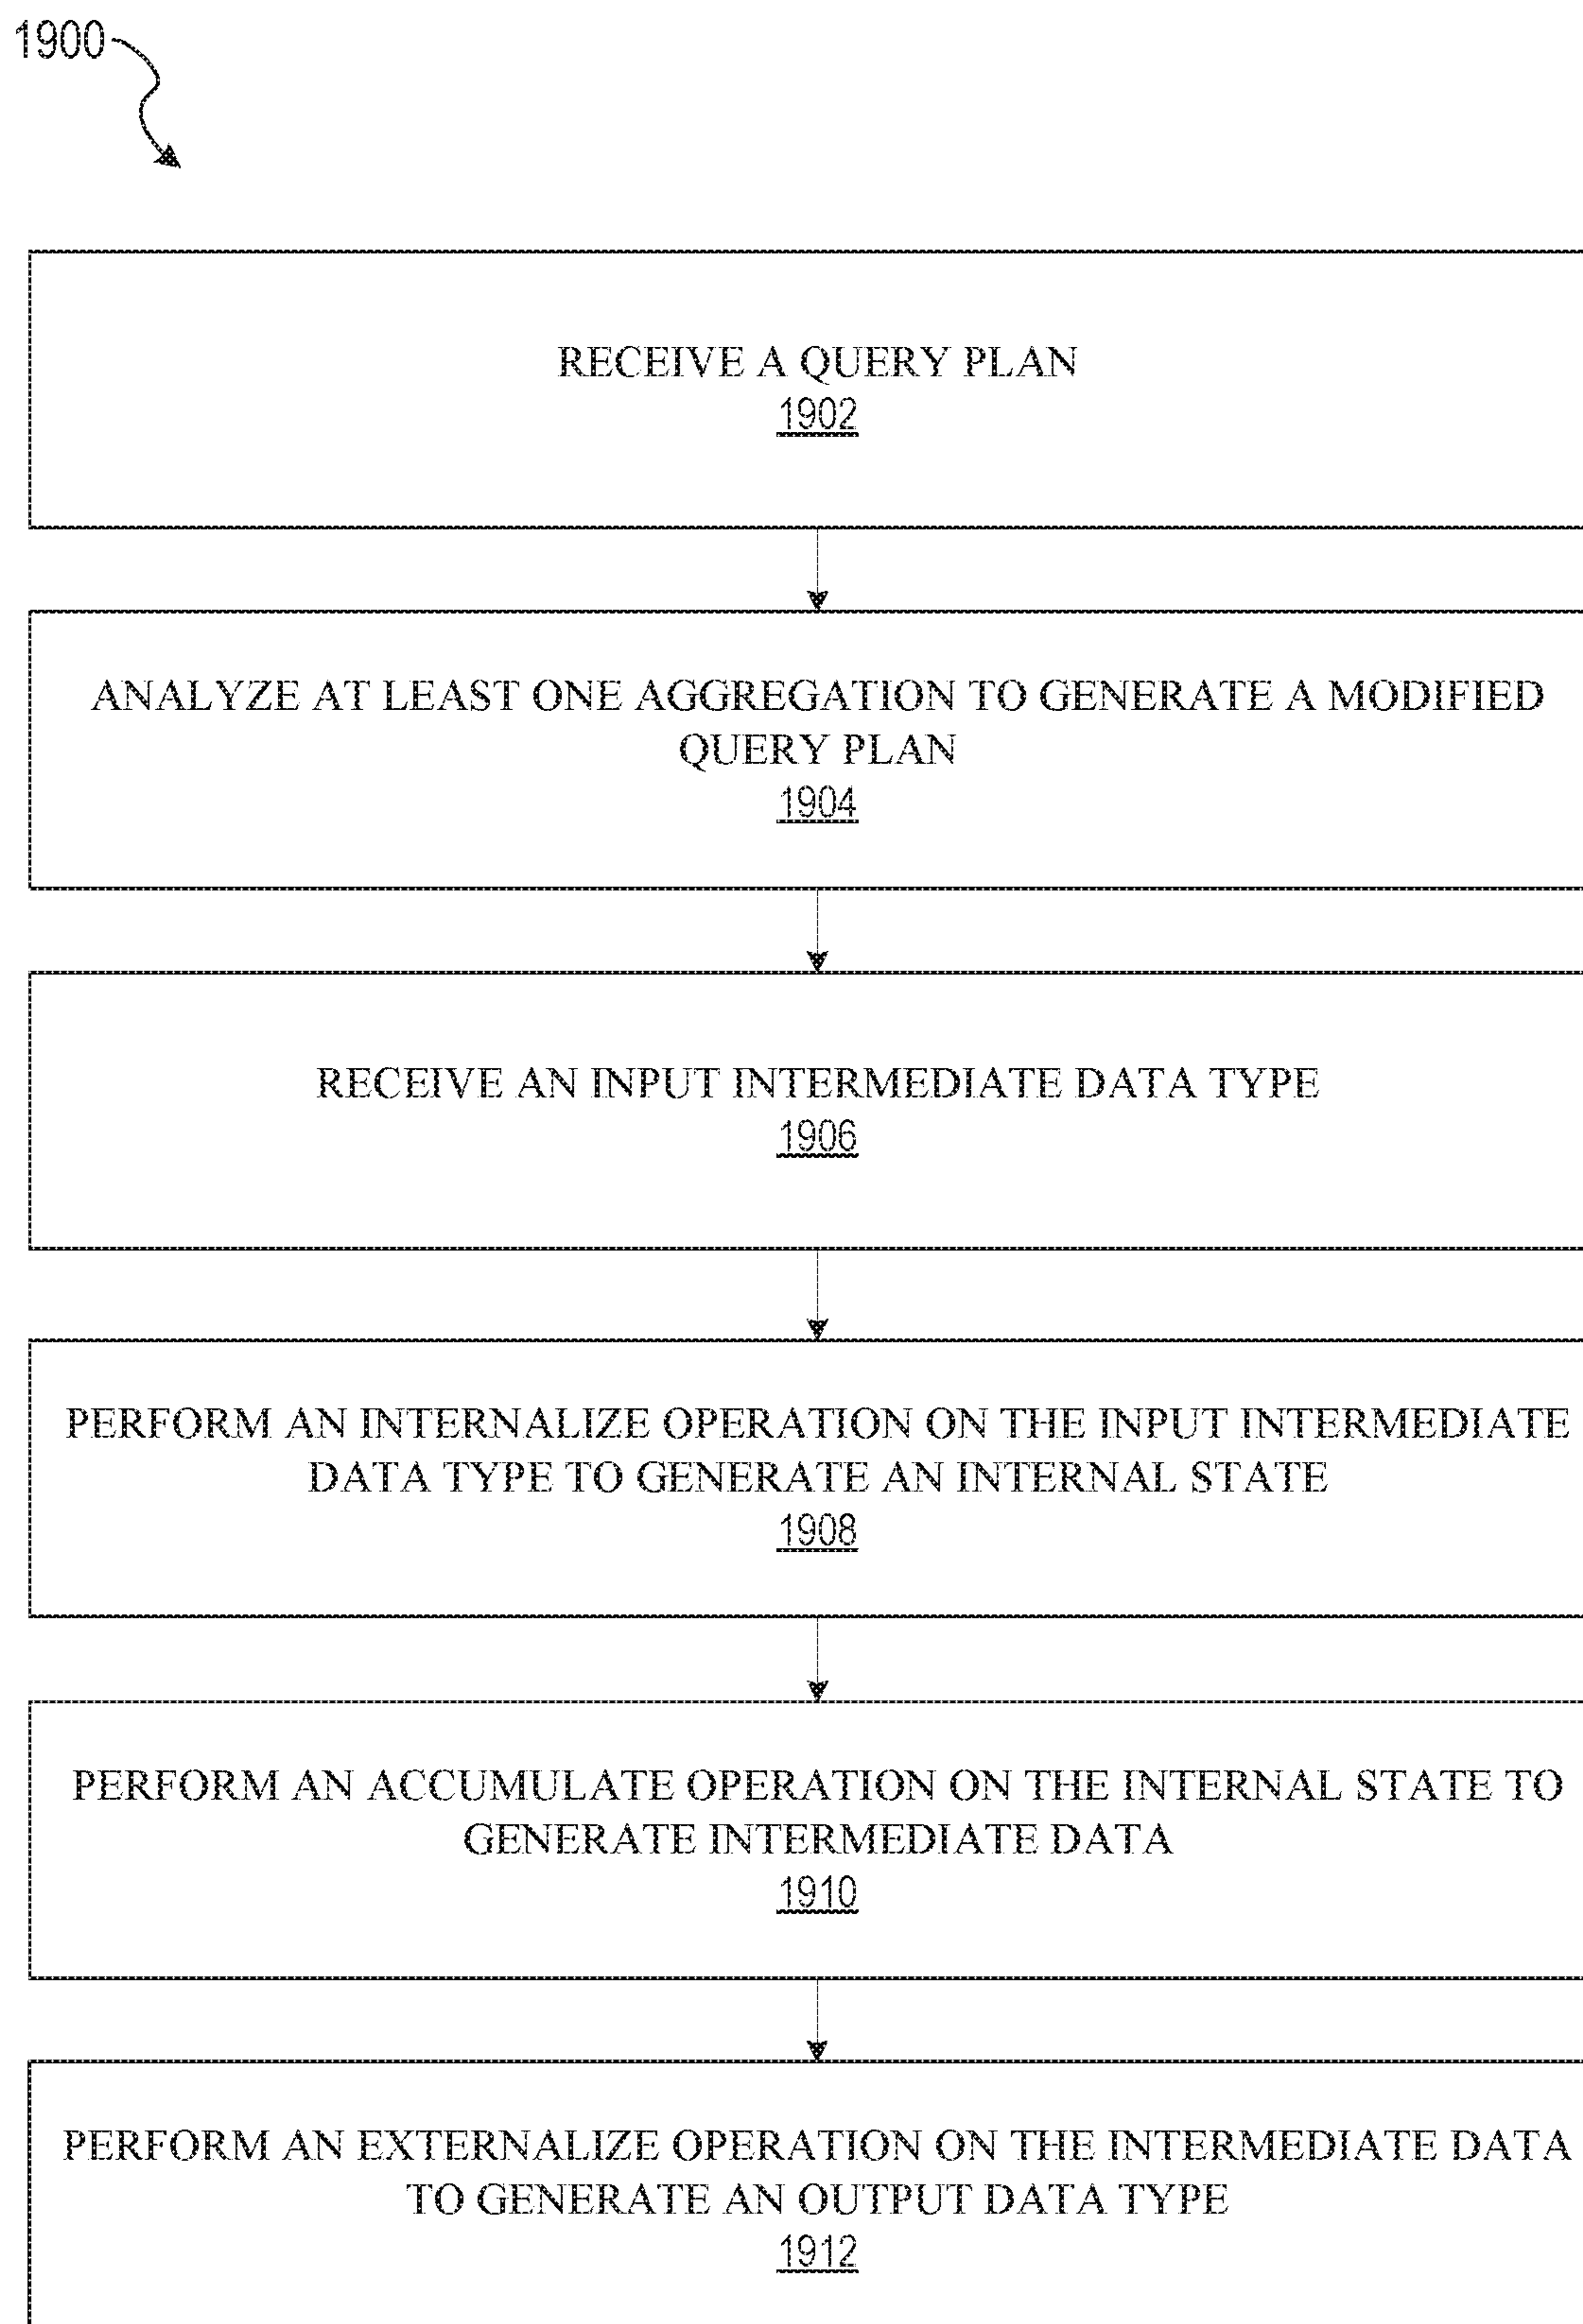 1900
RECEIVE A QUERY PLAN
1902
ANALYZE AT LEAST ONE AGGREGATION TO GENERATE A MODIFIED
QUERY PLAN
1904
RECEIVE AN INPUT INTERMEDIATE DATA TYPE
1906
PERFORM AN INTERNALIZE OPERATION ON THE INPUT INTERMEDIATE
DATA TYPE TO GENERATE AN INTERNAL STATE
1908
PERFORM AN ACCUMULATE OPERATION ON THE INTERNAL STATE TO
GENERATE INTERMEDIATE DATA
1910
PERFORM AN EXTERNALIZE OPERATION ON THE INTERMEDIATE DATA
TO GENERATE AN OUTPUT DATA TYPE
1912